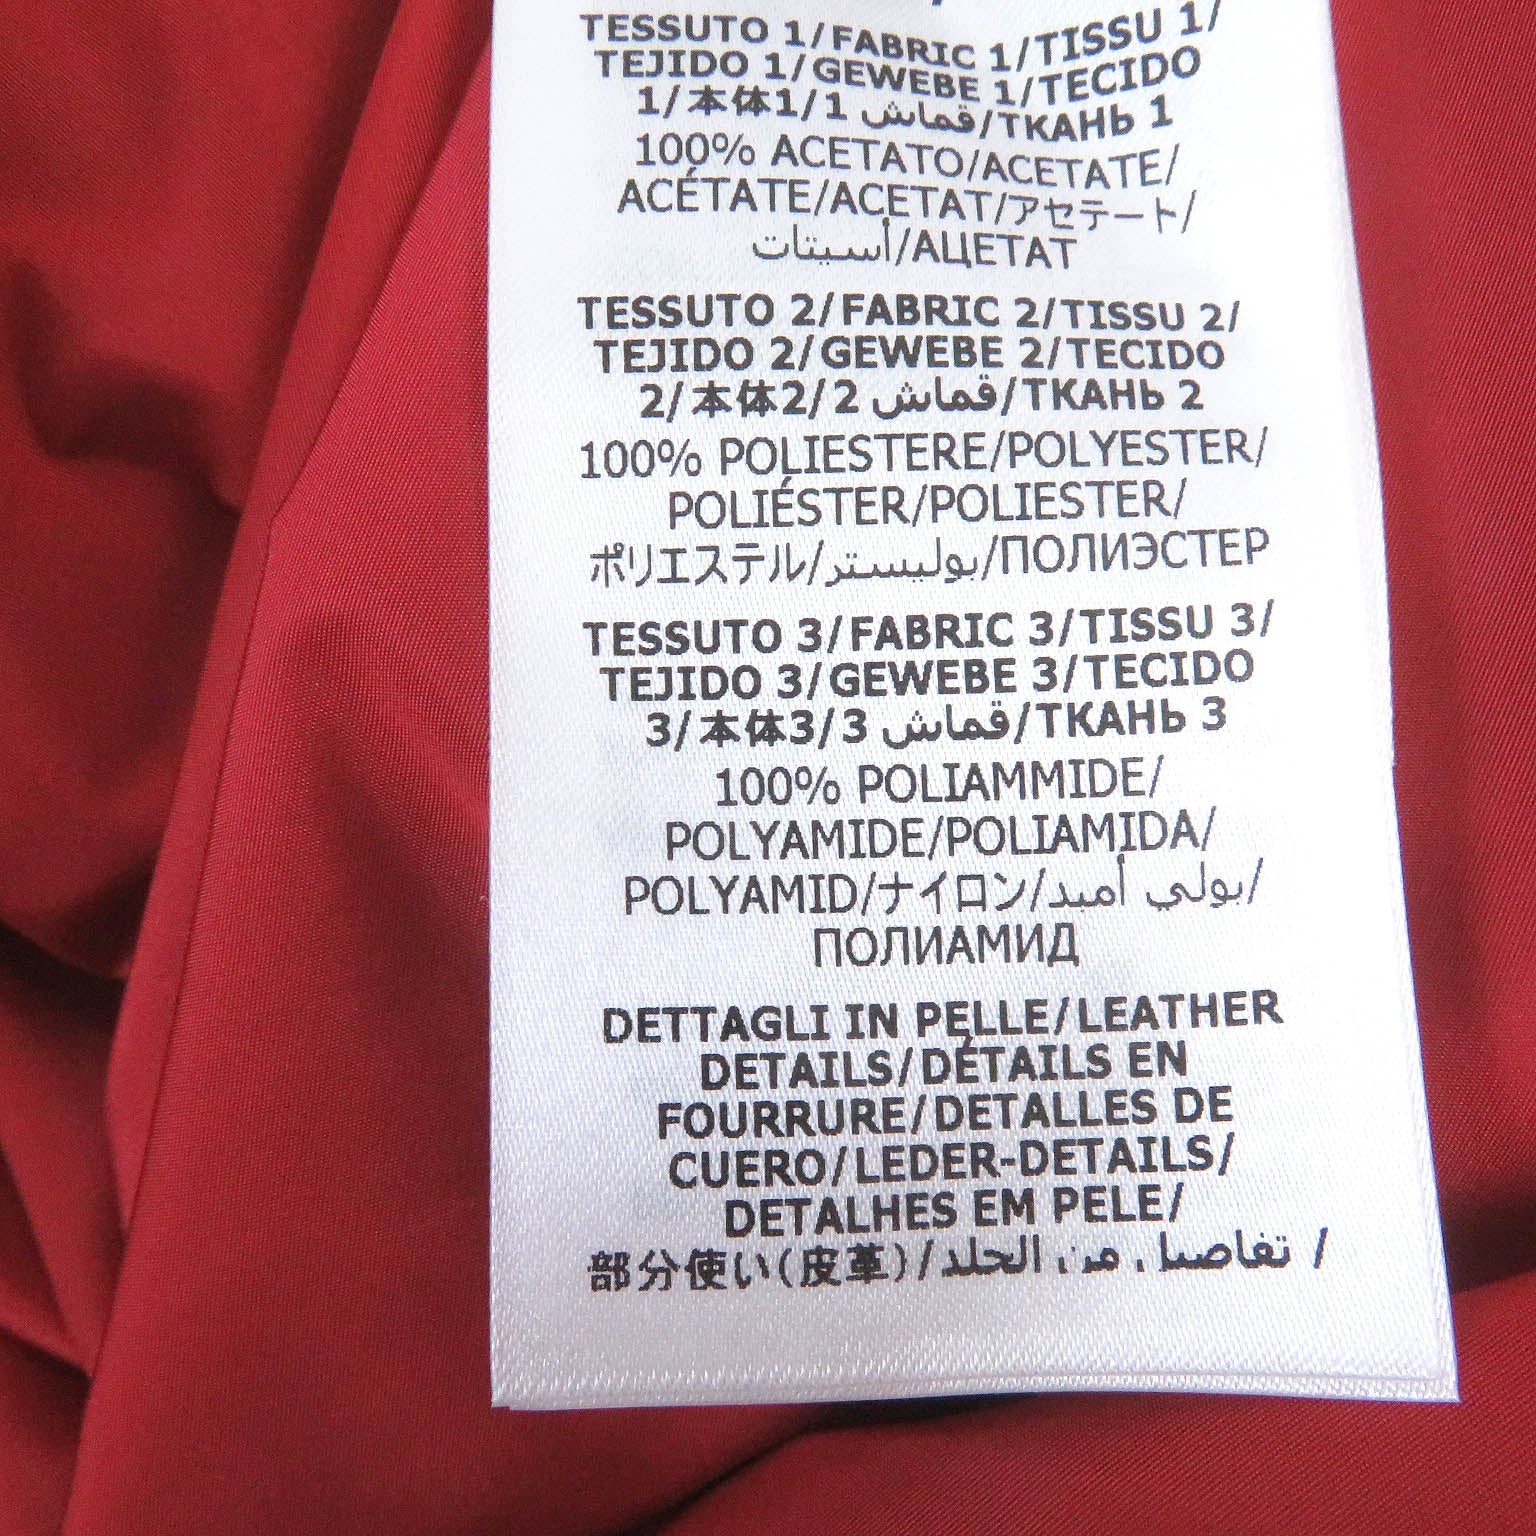 TESSUTO 1/FABRIC 1/TISSU 1/
TEJIDO 1/GEWEBE 1/TECIDO
1/本体1/1 قماش/ТКАНЬ 1
100% ACETATO/ACETATE/
ACÉTATE/ACETAT/アセテート/
أسيتات/АЦЕТАТ
TESSUTO 2/FABRIC 2/TISSU 2/
TEJIDO 2/GEWEBE 2/TECIDO
2/本体2/2 قماش/ТКАНЬ 2
100% POLIESTERE/POLYESTER/
POLIÉSTER/POLIESTER/
ポリエステル/بوليستر/ПОЛИЭСТЕР
TESSUTO 3/FABRIC 3/TISSU 3/
TEJIDO 3/GEWEBE 3/TECIDO
3/本体3/3 قماش/ТКАНЬ 3
100% POLIAMMIDE/
POLYAMIDE/POLIAMIDA/
POLYAMID/ナイロン/بولي أميد/
ПОЛИАМИД
DETTAGLI IN PELLE/LEATHER
DETAILS/DÉTAILS EN
FOURRURE/DETALLES DE
CUERO/LEDER-DETAILS/
DETALHES EM PELE/
部分使い(皮革)/تفاصيل من الجلد /